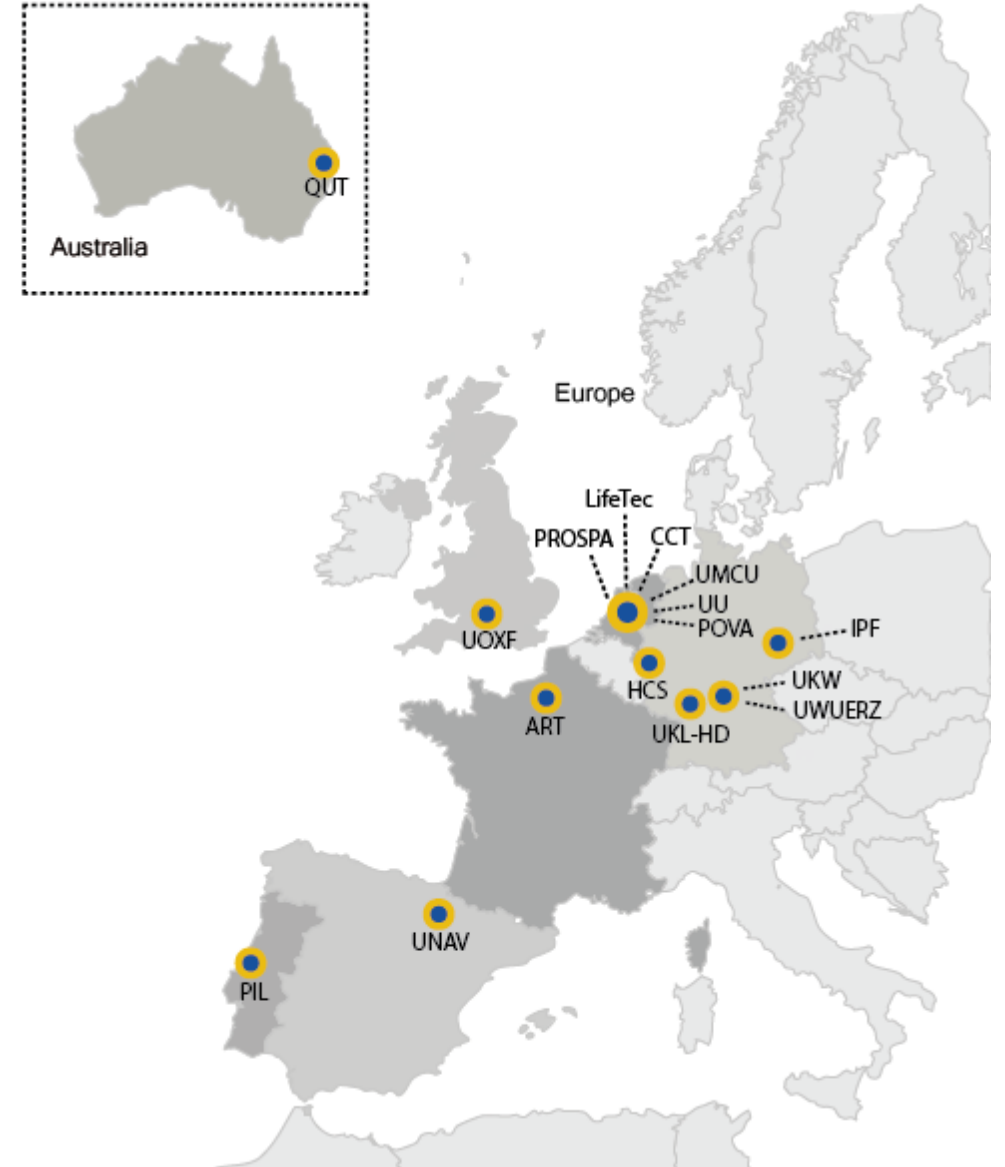 QUT
Australia
Europe
LifeTec
PROSPA
CCT
UMCU
UU
POVA
UOXF
IPF
HCS
UKW
UWUERZ
ART
UKL-HD
UNAV
PIL